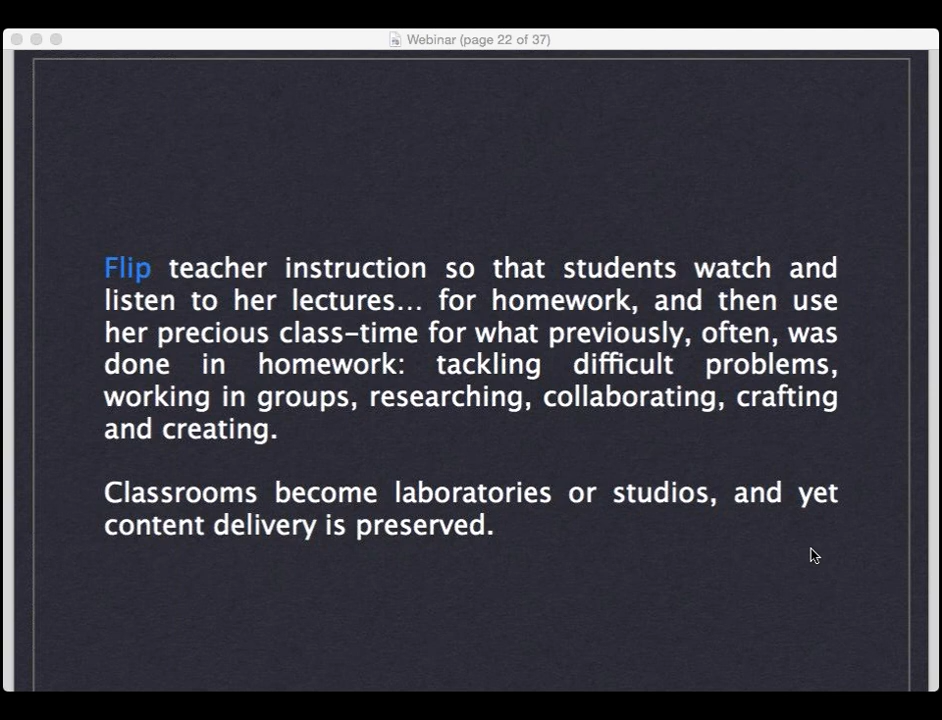 Webinar (page 22 of 37)
Flip teacher instruction so that students watch and
listen to her lectures… for homework, and then use
her precious class–time for what previously, often, was
done in homework: tackling difficult problems,
working in groups, researching, collaborating, crafting
and creating.
Classrooms become laboratories or studios, and yet
content delivery is preserved.